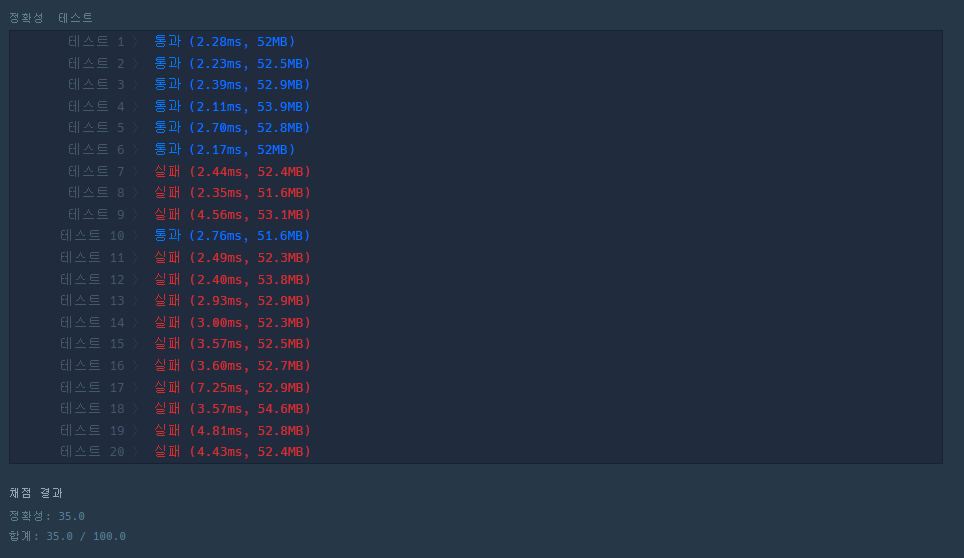 정확성 테스트
테스트 1 〉 통과 (2.28ms, 52MB)
테스트 2 〉 통과 (2.23ms, 52.5MB)
테스트 3 〉 통과 (2.39ms, 52.9MB)
테스트 4 〉 통과 (2.11ms, 53.9MB)
테스트 5 〉 통과 (2.70ms, 52.8MB)
테스트 6 〉 통과 (2.17ms, 52MB)
테스트 7 〉 실패 (2.44ms, 52.4MB)
테스트 8 〉 실패 (2.35ms, 51.6MB)
테스트 9 〉 실패 (4.56ms, 53.1MB)
테스트 10 〉 통과 (2.76ms, 51.6MB)
테스트 11 〉 실패 (2.49ms, 52.3MB)
테스트 12 〉 실패 (2.40ms, 53.8MB)
테스트 13 〉 실패 (2.93ms, 52.9MB)
테스트 14 〉 실패 (3.00ms, 52.3MB)
테스트 15 〉 실패 (3.57ms, 52.5MB)
테스트 16 〉 실패 (3.60ms, 52.7MB)
테스트 17 〉 실패 (7.25ms, 52.9MB)
테스트 18 〉 실패 (3.57ms, 54.6MB)
테스트 19 〉 실패 (4.81ms, 52.8MB)
테스트 20 〉 실패 (4.43ms, 52.4MB)
채점 결과
정확성: 35.0
합계: 35.0 / 100.0